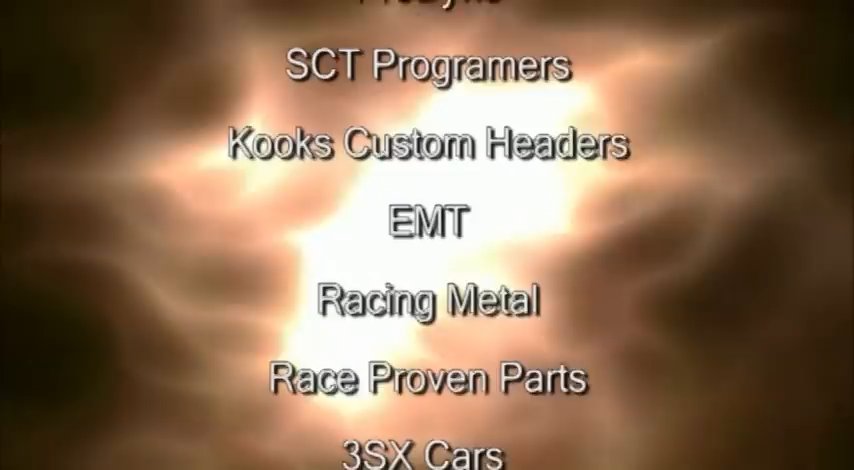 SCT Programers
Kooks Custom Headers
EMT
Racing Metal
Race Proven Parts
3SX Cars